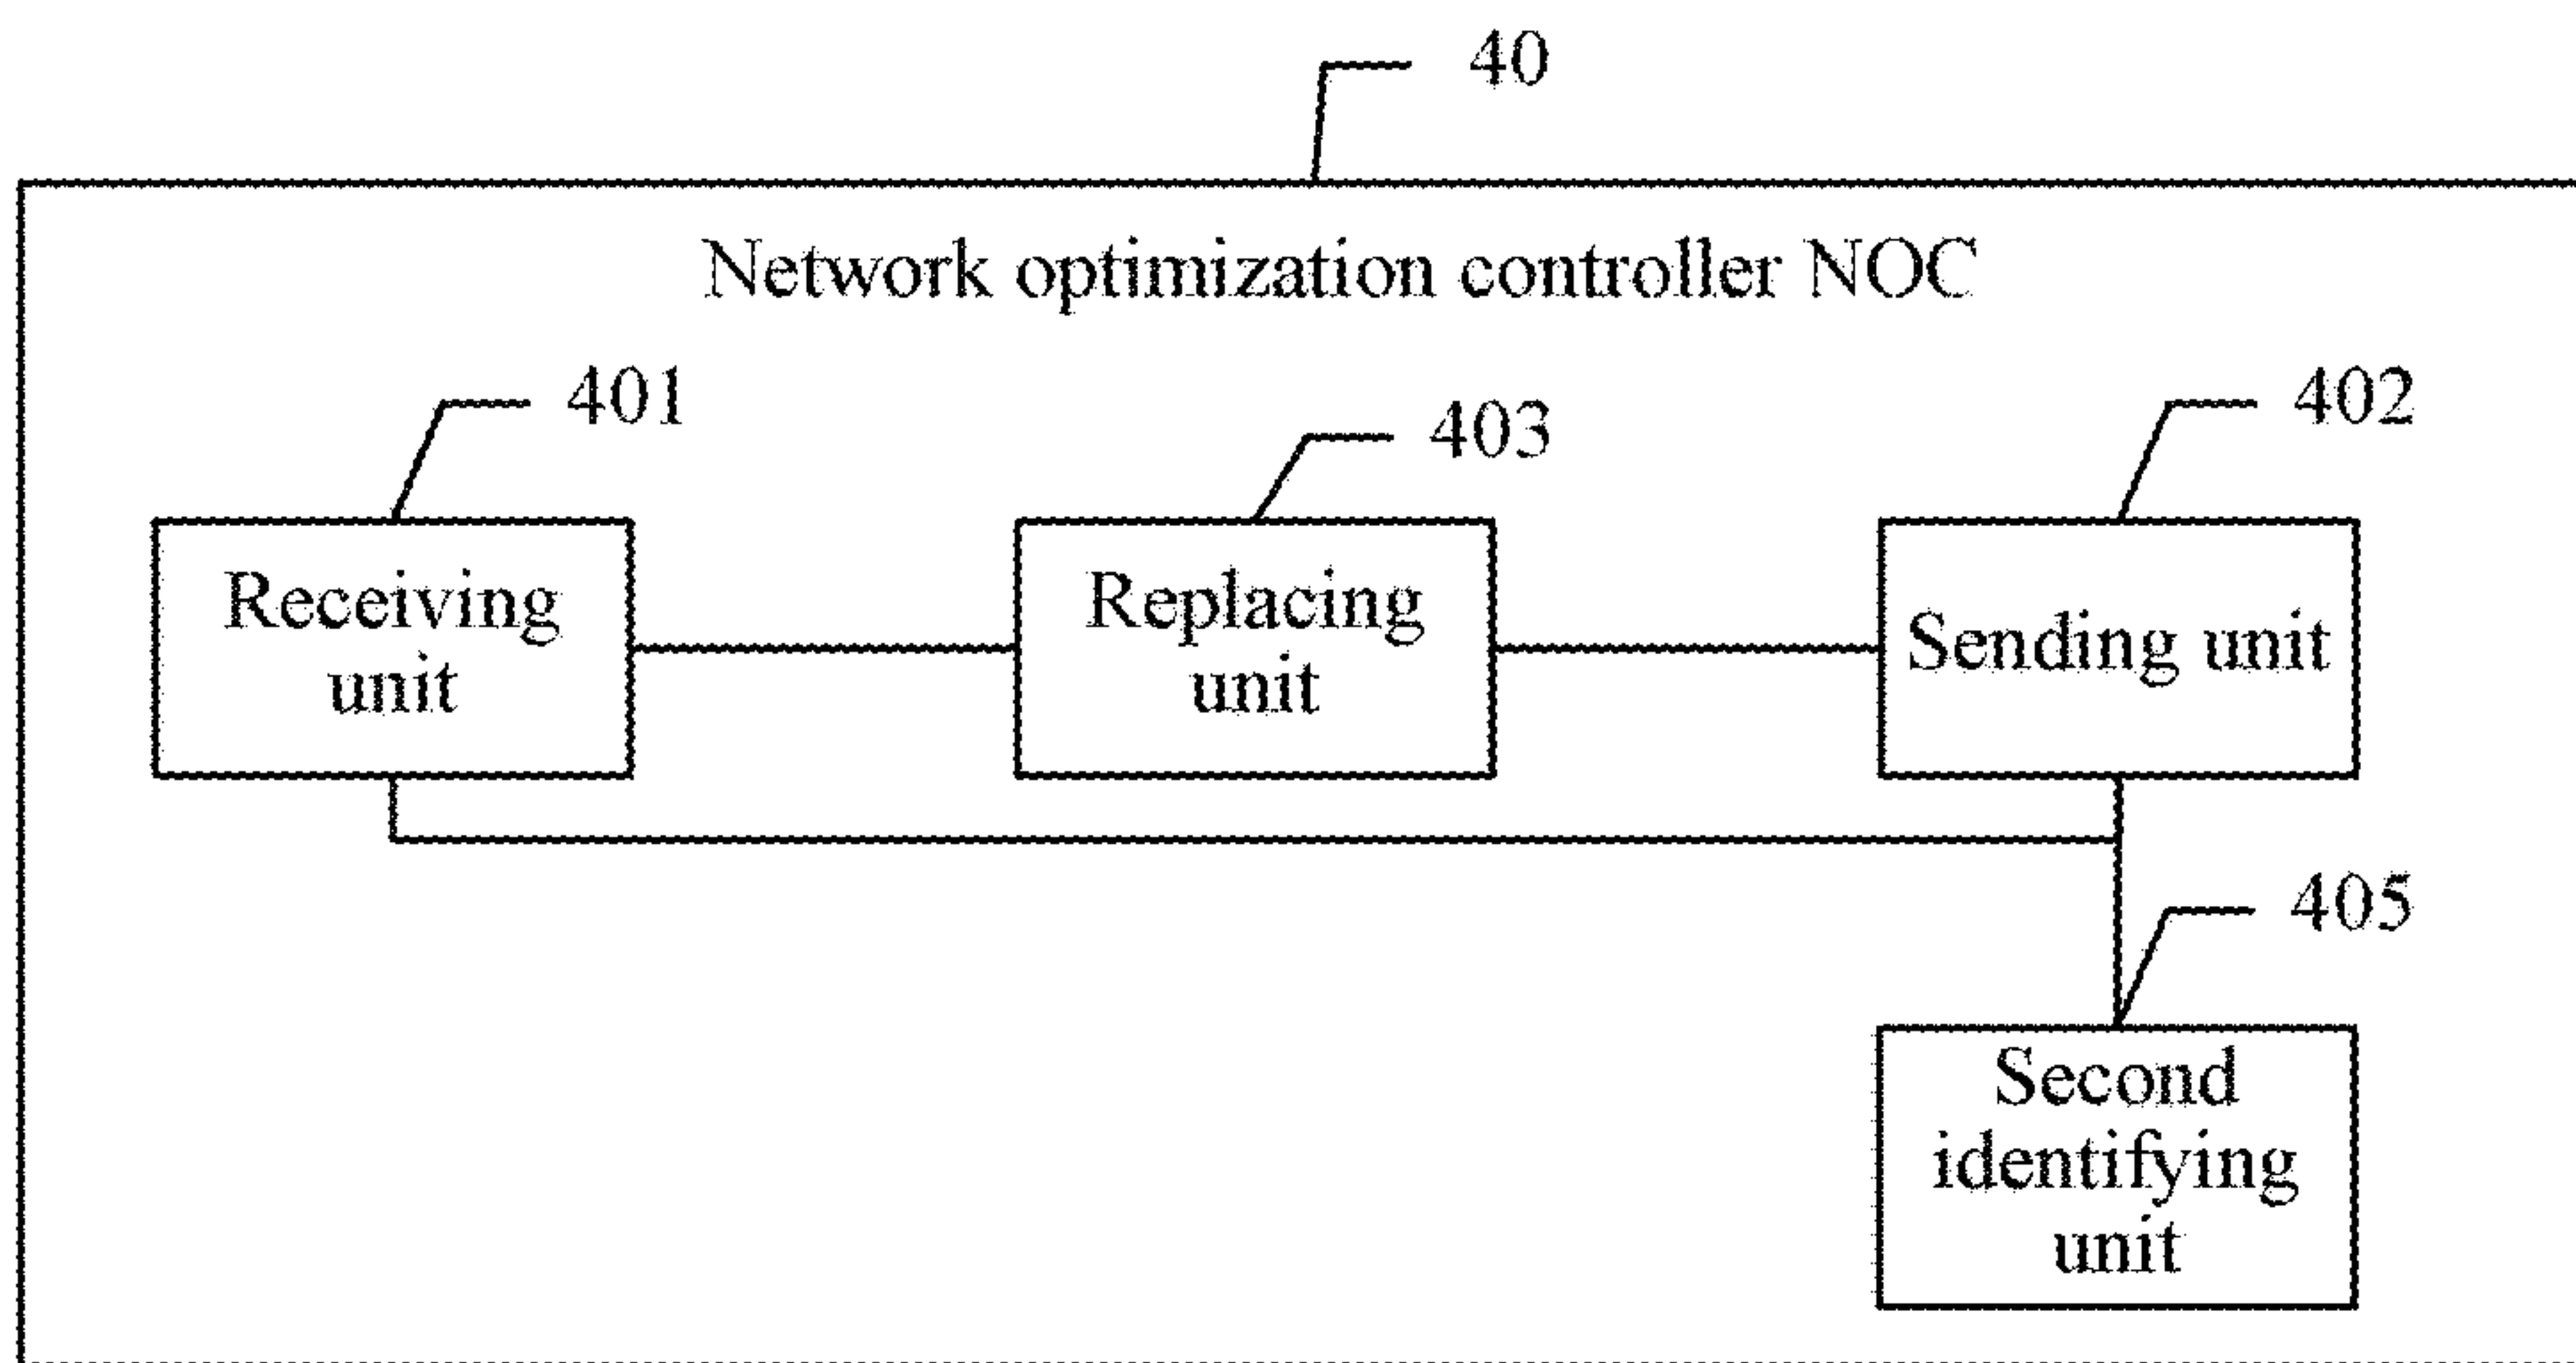 40
Network optimization controller NOC
401
403
402
Receiving
unit
Replacing
unit
Sending unit
405
Second
identifying
unit